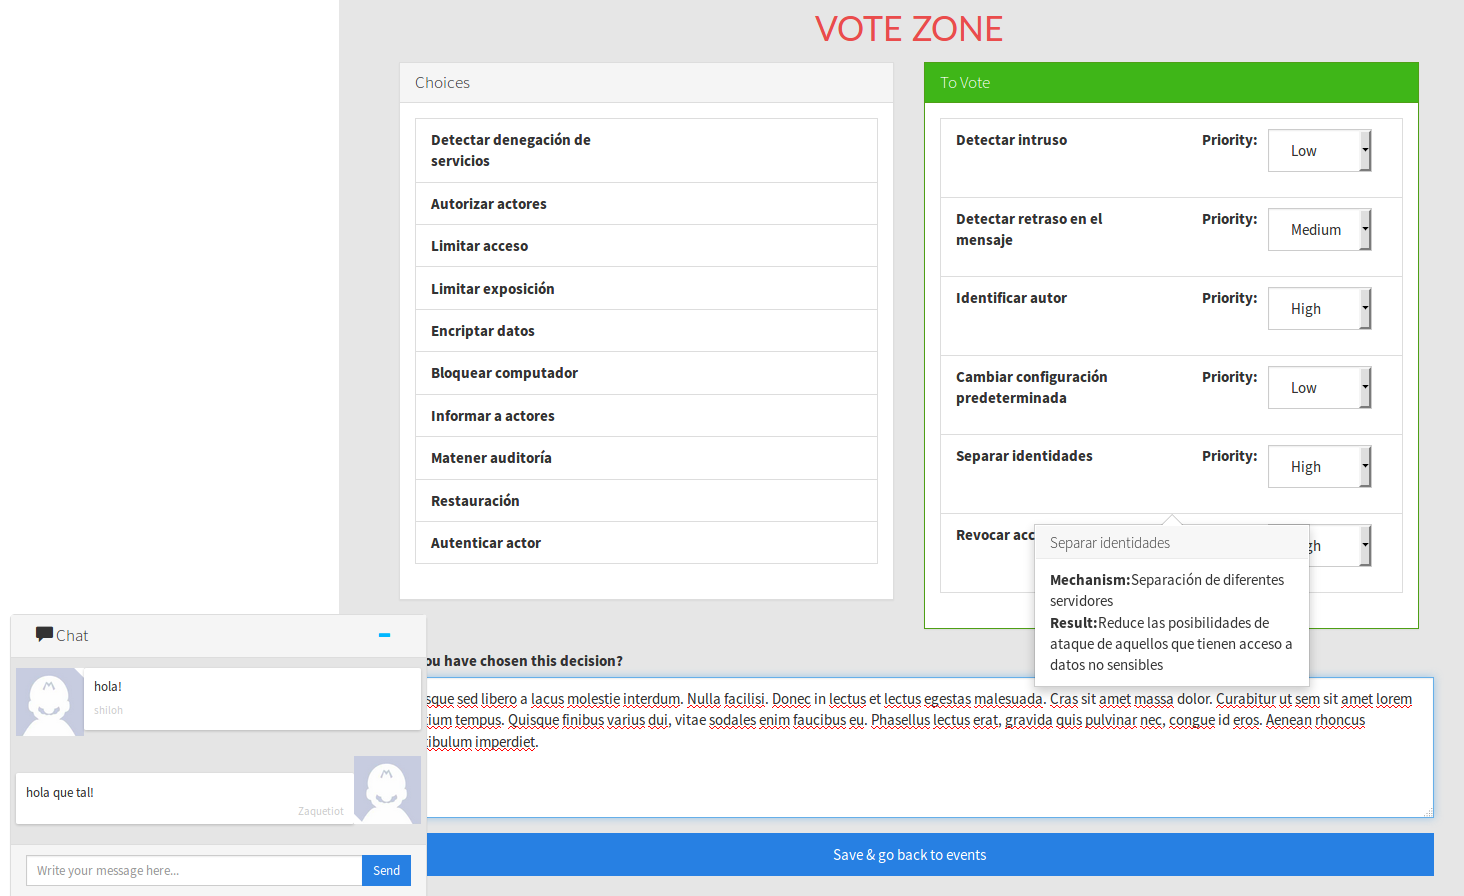 VOTE ZONE
Choices
Detectar denegación de
servicios
Autorizar actores
Limitar acceso
Limitar exposición
Encriptar datos
Bloquear computador
Informar a actores
Matener auditoría
Restauración
Autenticar actor
To Vote
Detectar intruso Priority: Low
Detectar retraso en el Priority: Medium
mensaje
Identificar autor Priority: High
Cambiar configuración Priority: Low
predeterminada
Separar identidades Priority: High
Revocar
Separar identidades
Mechanism:Separación de diferentes
servidores
Result:Reduce las posibilidades de
ataque de aquellos que tienen acceso a
datos no sensibles
you have chosen this decision?
sed libero a lacus molestie interdum. Nulla facilisi. Donec in lectus et lectus egestas malesuada. Cras sit amet massa dolor. Curabitur ut sem sit amet lorem
tempus. Quisque finibus varius dui, vitae sodales enim faucibus eu. Phasellus lectus erat, gravida quis pulvinar nec, congue id eros. Aenean rhoncus
imperdiet.
Save & go back to events
Chat
hola!
shiloh
hola que tal!
Zaquetiot
Write your message here... Send